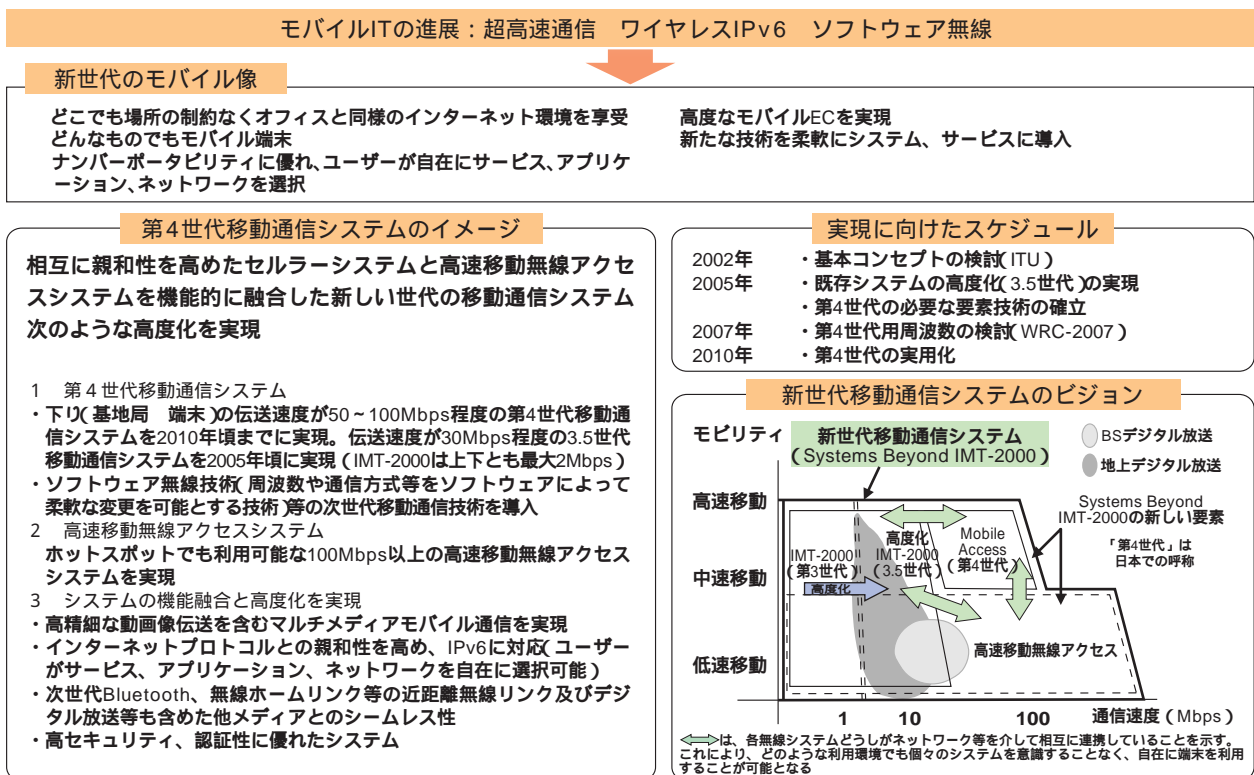 モバイルITの進展：超高速通信　ワイヤレスIPv6　ソフトウェア無線
新世代のモバイル像
どこでも場所の制約なくオフィスと同様のインターネット環境を享受
どんなものでもモバイル端末
ナンバーポータビリティに優れ、ユーザーが自在にサービス、アプリケ
ーション、ネットワークを選択
高度なモバイルECを実現
新たな技術を柔軟にシステム、サービスに導入
第4世代移動通信システムのイメージ
相互に親和性を高めたセルラーシステムと高速移動無線アクセ
スシステムを機能的に融合した新しい世代の移動通信システム
次のような高度化を実現
1　第４世代移動通信システム
・下り（基地局　端末）の伝送速度が50～100Mbps程度の第4世代移動通
信システムを2010年頃までに実現。伝送速度が30Mbps程度の3.5世代
移動通信システムを2005年頃に実現（IMT-2000は上下とも最大2Mbps）
・ソフトウェア無線技術（周波数や通信方式等をソフトウェアによって
柔軟な変更を可能とする技術）等の次世代移動通信技術を導入
2　高速移動無線アクセスシステム
ホットスポットでも利用可能な100Mbps以上の高速移動無線アクセス
システムを実現
3　システムの機能融合と高度化を実現
・高精細な動画像伝送を含むマルチメディアモバイル通信を実現
・インターネットプロトコルとの親和性を高め、IPv6に対応（ユーザー
がサービス、アプリケーション、ネットワークを自在に選択可能）
・次世代Bluetooth、無線ホームリンク等の近距離無線リンク及びデジ
タル放送等も含めた他メディアとのシームレス性
・高セキュリティ、認証性に優れたシステム
実現に向けたスケジュール
2002年　・基本コンセプトの検討（ITU）
2005年　・既存システムの高度化（3.5世代）の実現
・第4世代の必要な要素技術の確立
2007年　・第4世代用周波数の検討（WRC-2007）
2010年　・第4世代の実用化
新世代移動通信システムのビジョン
モビリティ
新世代移動通信システム
（Systems Beyond IMT-2000）
BSデジタル放送
地上デジタル放送
高速移動
中速移動
低速移動
Systems Beyond
IMT-2000の新しい要素
「第4世代」は
日本での呼称
IMT-2000
（第3世代）
高度化
高度化
IMT-2000
（3.5世代）
Mobile
Access
（第4世代）
高速移動無線アクセス
1　10　100　通信速度（Mbps）
は、各無線システムどうしがネットワーク等を介して相互に連携していることを示す。
これにより、どのような利用環境でも個々のシステムを意識することなく、自在に端末を利用
することが可能となる